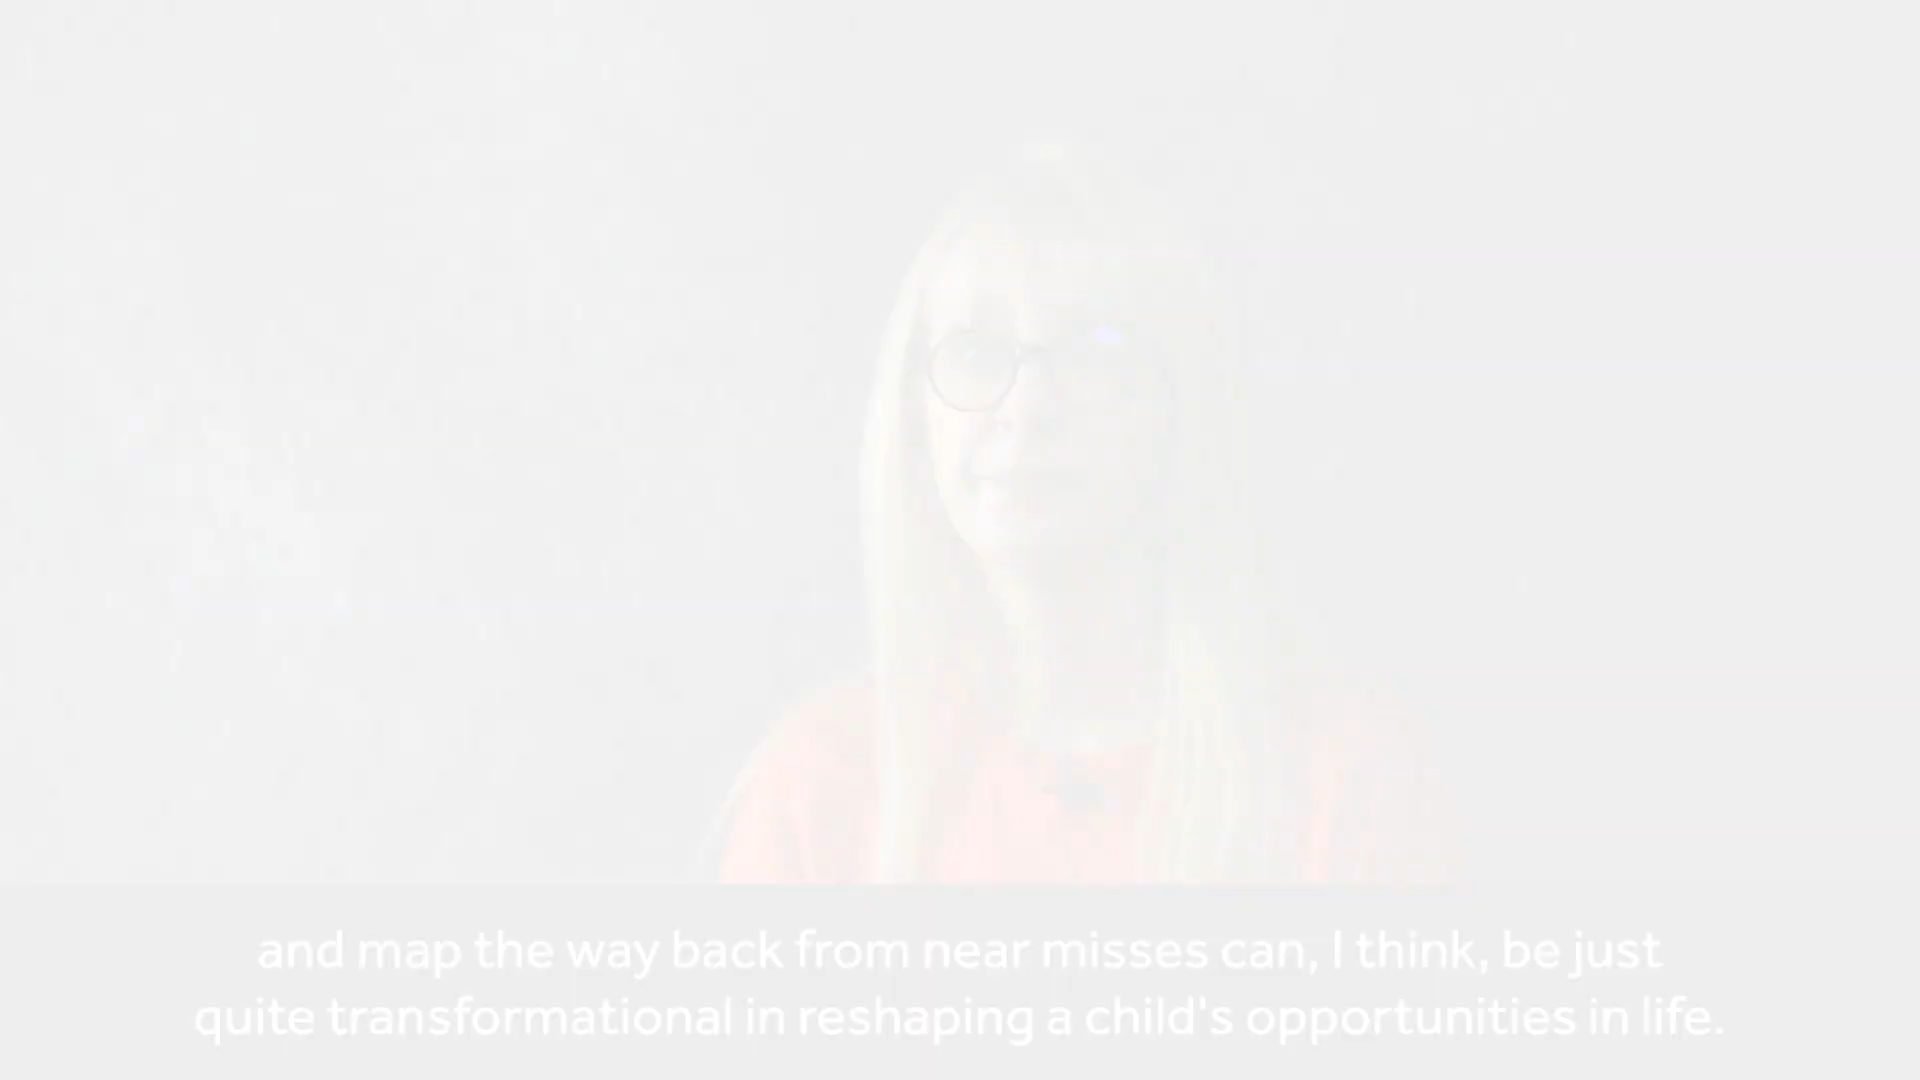 and map the way back from near misses can, I think, be just
quite transformational in reshaping a child's opportunities in life.